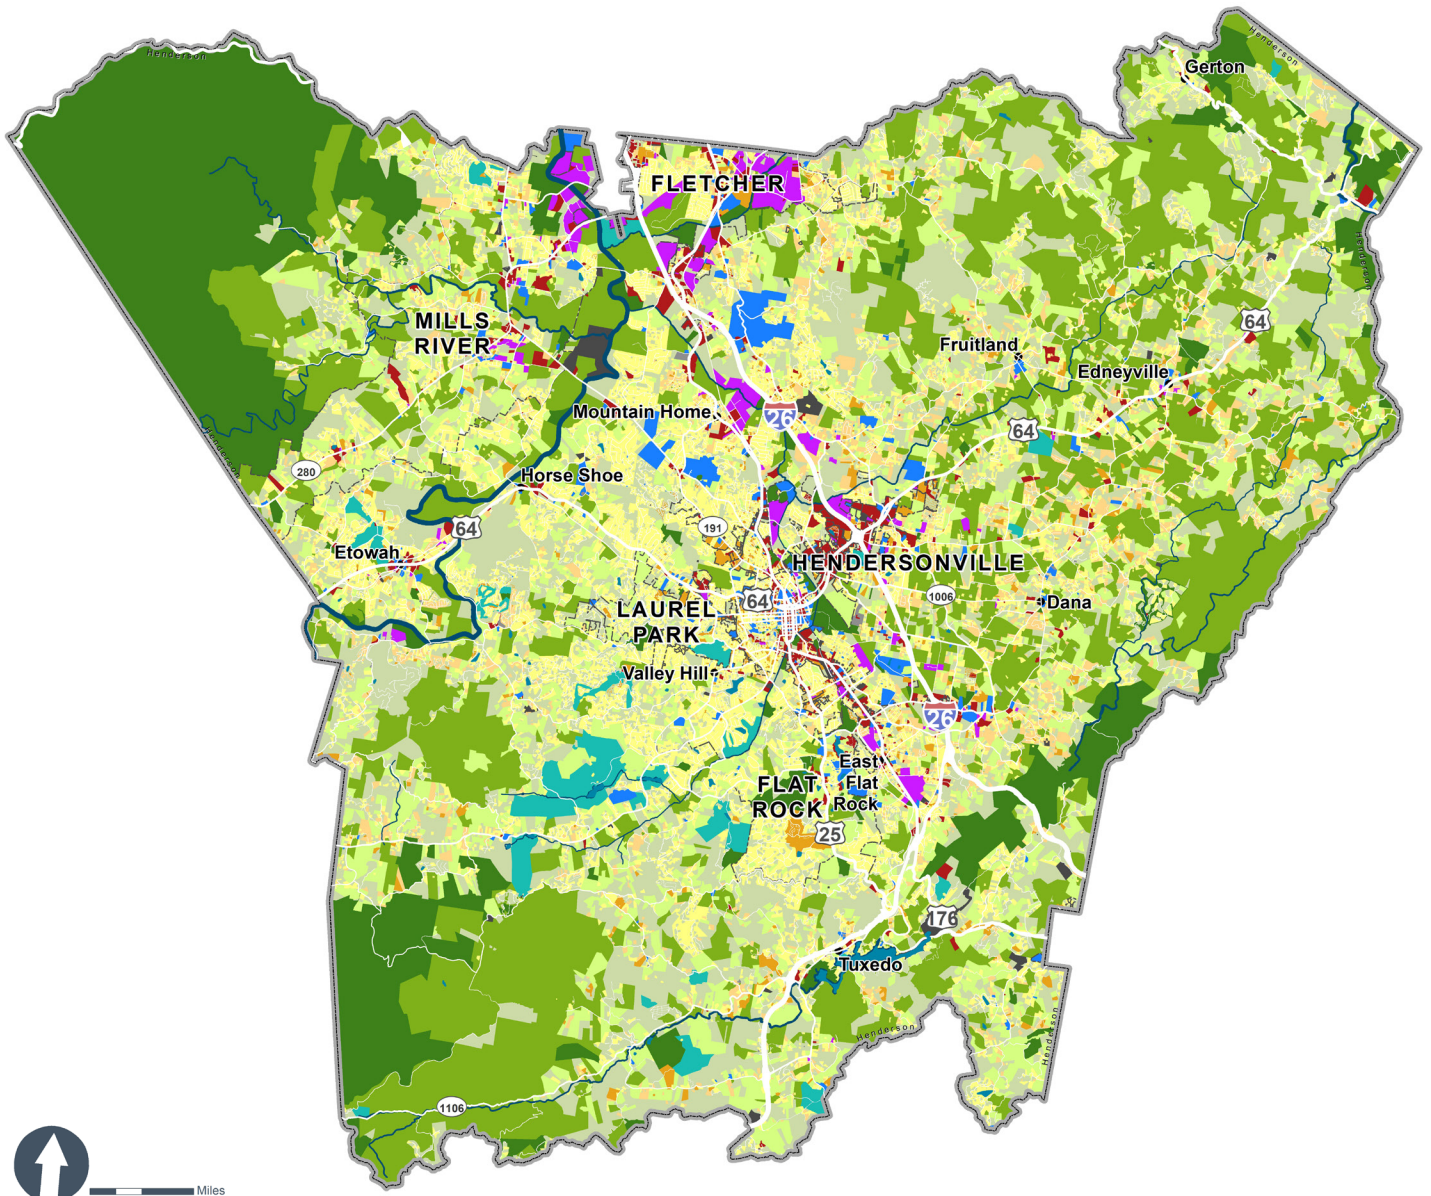 Henderson
Henderson
Gerton
FLETCHER
Henderson
MILLS
RIVER
64
Fruitland
Edneyville
Mountain Home
26
64
Henderson
280
Horse Shoe
64
191
Etowah
HENDERSONVILLE
64
1006
Dana
LAUREL
PARK
Valley Hill
26
East
Flat
Rock
FLAT
ROCK
25
176
Tuxedo
Henderson
Henderson
1106
Miles